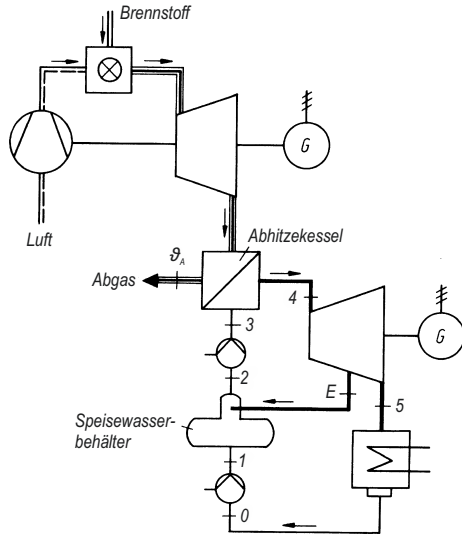 Brennstoff
G
Luft
Abhitzekessel
ϑA
Abgas
4
3
G
2
E
5
Speisewasser-
behälter
1
0